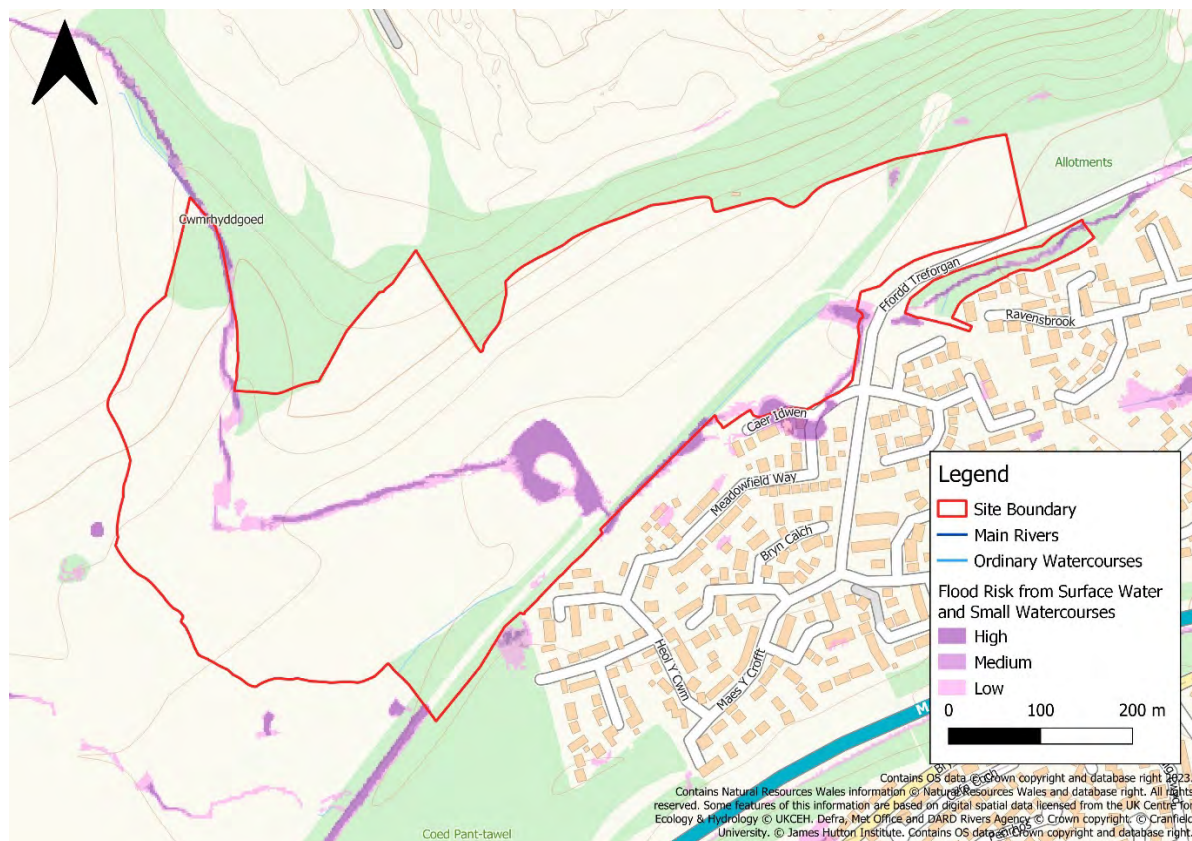 Allotments
Cwmrhyddgoed
Ffordd Treforgan
Ravensbrook
Caer Idwen
Meadowfield Way
Bryn Calch
Heol Y Cwm
Maes Y Crofft
Coed Pant-tawel
Legend
Site Boundary
Main Rivers
Ordinary Watercourses
Flood Risk from Surface Water
and Small Watercourses
High
Medium
Low
0 100 200 m
M
Contains OS data © Crown copyright and database right 2023.
Contains Natural Resources Wales information © Natural Resources Wales and database right. All rights
reserved. Some features of this information are based on digital spatial data licensed from the UK Centre for
Ecology & Hydrology © UKCEH. Defra, Met Office and DARD Rivers Agency © Crown copyright. © Cranfield
University. © James Hutton Institute. Contains OS data © Crown copyright and database right.